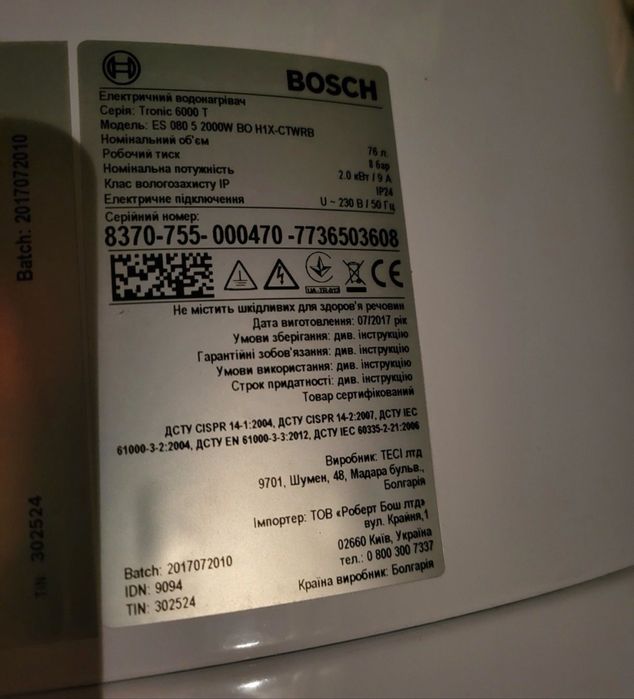 BOSCH
Електричний водонагрівач
Серія: Tronic 6000 T
Модель: ES 080 5 2000W BO H1X-CTWRB
Номінальний об'єм 76 л.
Робочий тиск 8 бар
Номінальна потужність 2.0 кВт / 9 А
Клас вологозахисту IP IP24
Електричне підключення U ~ 230 В / 50 Гц
Серійний номер:
8370-755- 000470 -7736503608
UA.TR.012
CE
Не містить шкідливих для здоров'я речовин
Дата виготовлення: 07/2017 рік
Умови зберігання: див. інструкцію
Гарантійні зобов'язання: див. інструкцію
Умови використання: див. інструкцію
Строк придатності: див. інструкцію
Товар сертифікований
ДСТУ CISPR 14-1:2004, ДСТУ CISPR 14-2:2007, ДСТУ IEC
61000-3-2:2004, ДСТУ EN 61000-3-3:2012, ДСТУ IEC 60335-2-21:2006
Виробник: ТЕСІ лтд
9701, Шумен, 48, Мадара бульв.,
Болгарія
Імпортер: ТОВ «Роберт Бош лтд»
вул. Крайня,1
02660 Київ, Україна
тел.: 0 800 300 7337
Країна виробник: Болгарія
Batch: 2017072010
IDN: 9094
TIN: 302524
Batch: 2017072010
TIN: 302524